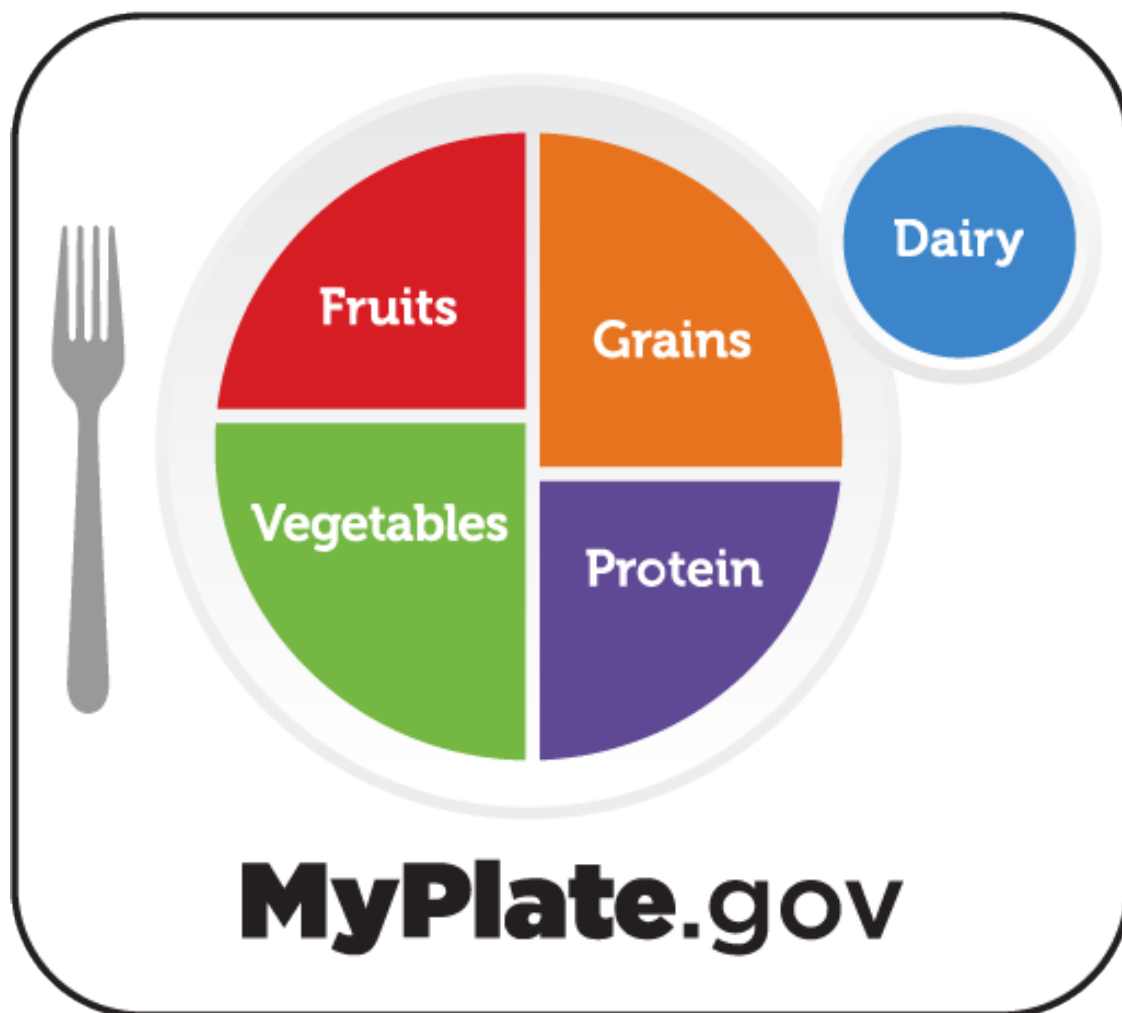 Fruits
Grains
Dairy
Vegetables
Protein
MyPlate.gov